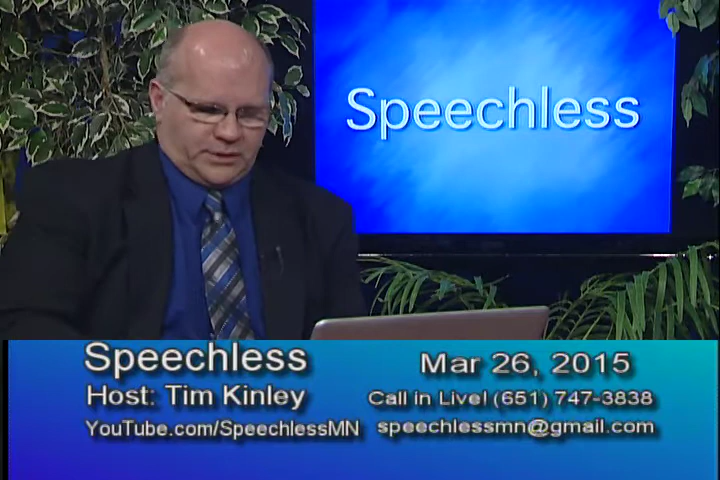 Speechless
Speechless
Mar 26, 2015
Host: Tim Kinley
Call in Live! (651) 747-3838
YouTube.com/SpeechlessMN
speechlessmn@gmail.com